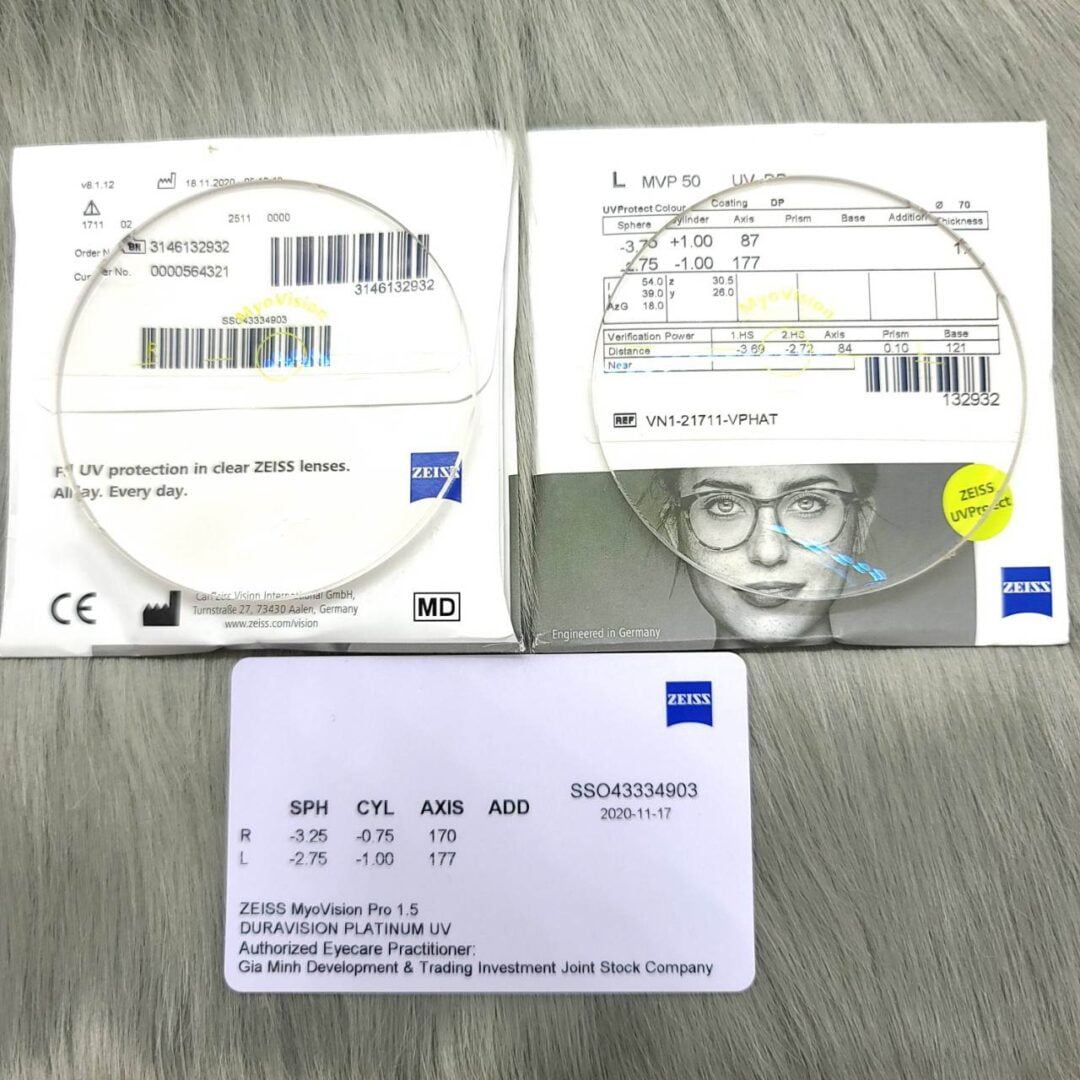 v8.1.12
18.11.2020
1711 02
2511 0000
BN 3146132932
Order
0000564321
No.
3146132932
MyoVision
SSO43334903
R
UV protection in clear ZEISS lenses.
Every day.
ZEISS
CE
Vision International GmbH,
Turnstraße 27, 73430 Aalen, Germany
www.zeiss.com/vision
MD
L MVP 50 UV
UVProtect Colour Coating DP Ø 70
Sphere Cylinder Axis Prism Base Addition Thickness
+1.00 87
-1.00 177
54.0 z 30.5
39.0 y 26.0
AzG 18.0
MyoVision
Verification Power 1.HS 2.HS Axis Prism Base
Distance -3.69 -2.72 84 0.10 121
Near
132932
REF VN1-21711-VPHAT
ZEISS
UVProtect
ZEISS
Engineered in Germany
ZEISS
SSO43334903
2020-11-17
SPH CYL AXIS ADD
R -3.25 -0.75 170
L -2.75 -1.00 177
ZEISS MyoVision Pro 1.5
DURAVISION PLATINUM UV
Authorized Eyecare Practitioner:
Gia Minh Development & Trading Investment Joint Stock Company